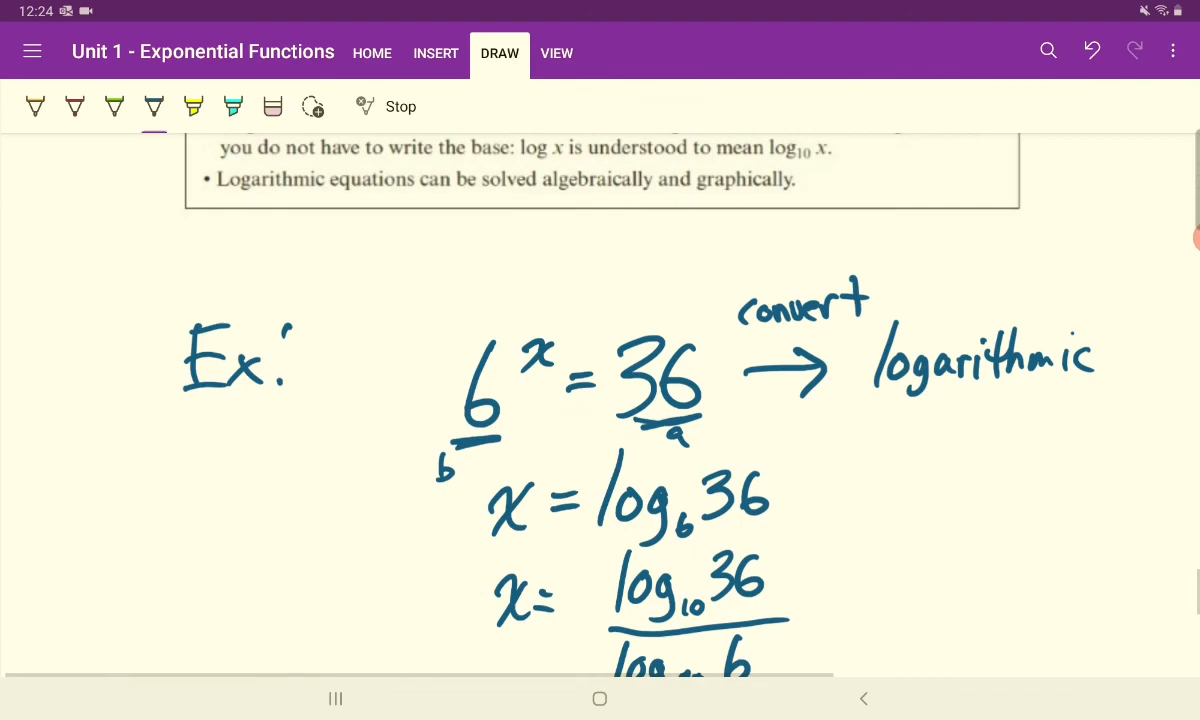 12:24
Unit 1 - Exponential Functions HOME INSERT DRAW VIEW
Stop
you do not have to write the base: log x is understood to mean log₁₀ x.
• Logarithmic equations can be solved algebraically and graphically.
convert
Ex: 6ˣ = 36 → logarithmic
b a
x = log₆ 36
x = log₁₀ 36
log 6